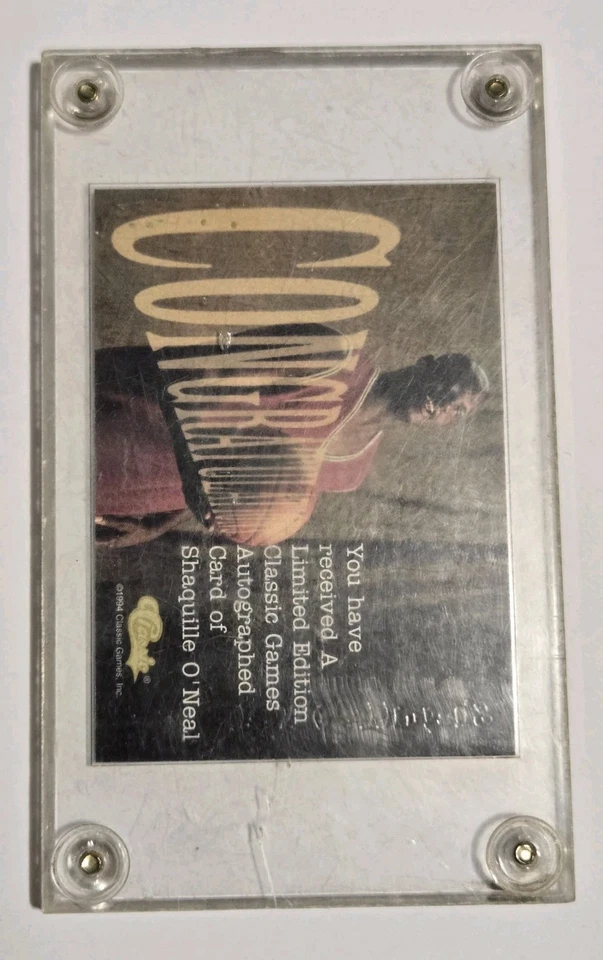 CONGRATULATIONS
You have
received A
Limited Edition
Classic Games
Autographed
Card of
Shaquille O'Neal
Classic®
©1994 Classic Games, Inc.